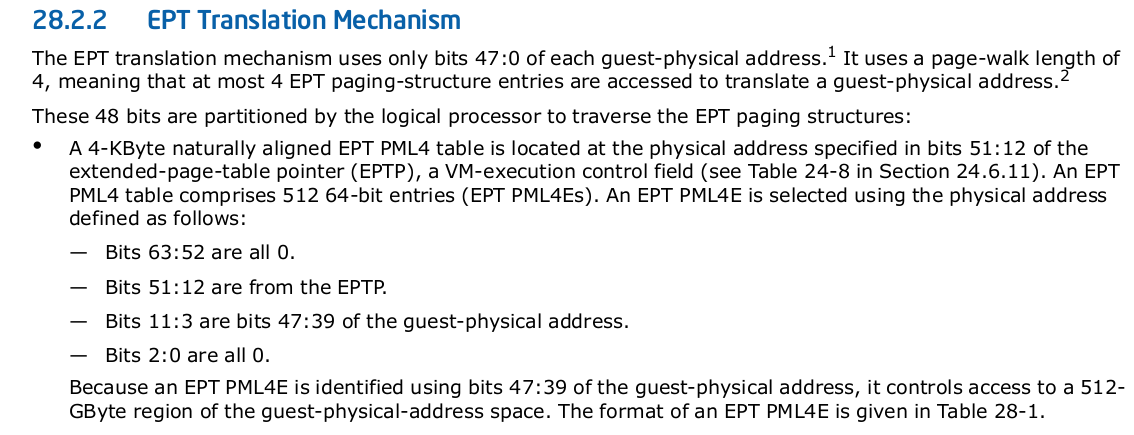 28.2.2 EPT Translation Mechanism
The EPT translation mechanism uses only bits 47:0 of each guest-physical address.1 It uses a page-walk length of
4, meaning that at most 4 EPT paging-structure entries are accessed to translate a guest-physical address.2
These 48 bits are partitioned by the logical processor to traverse the EPT paging structures:
• A 4-KByte naturally aligned EPT PML4 table is located at the physical address specified in bits 51:12 of the
extended-page-table pointer (EPTP), a VM-execution control field (see Table 24-8 in Section 24.6.11). An EPT
PML4 table comprises 512 64-bit entries (EPT PML4Es). An EPT PML4E is selected using the physical address
defined as follows:
— Bits 63:52 are all 0.
— Bits 51:12 are from the EPTP.
— Bits 11:3 are bits 47:39 of the guest-physical address.
— Bits 2:0 are all 0.
Because an EPT PML4E is identified using bits 47:39 of the guest-physical address, it controls access to a 512-
GByte region of the guest-physical-address space. The format of an EPT PML4E is given in Table 28-1.